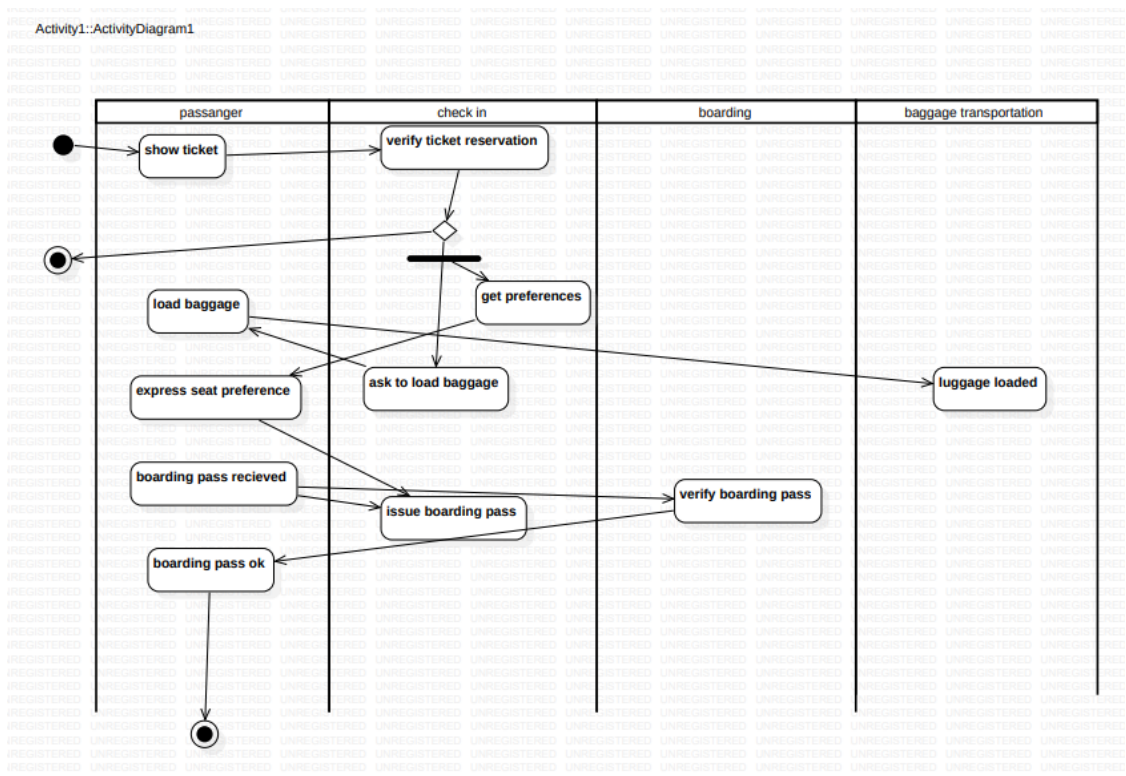 Activity1::ActivityDiagram1
passanger
check in
boarding
baggage transportation
show ticket
verify ticket reservation
get preferences
load baggage
ask to load baggage
luggage loaded
express seat preference
boarding pass recieved
verify boarding pass
issue boarding pass
boarding pass ok
UNREGISTERED